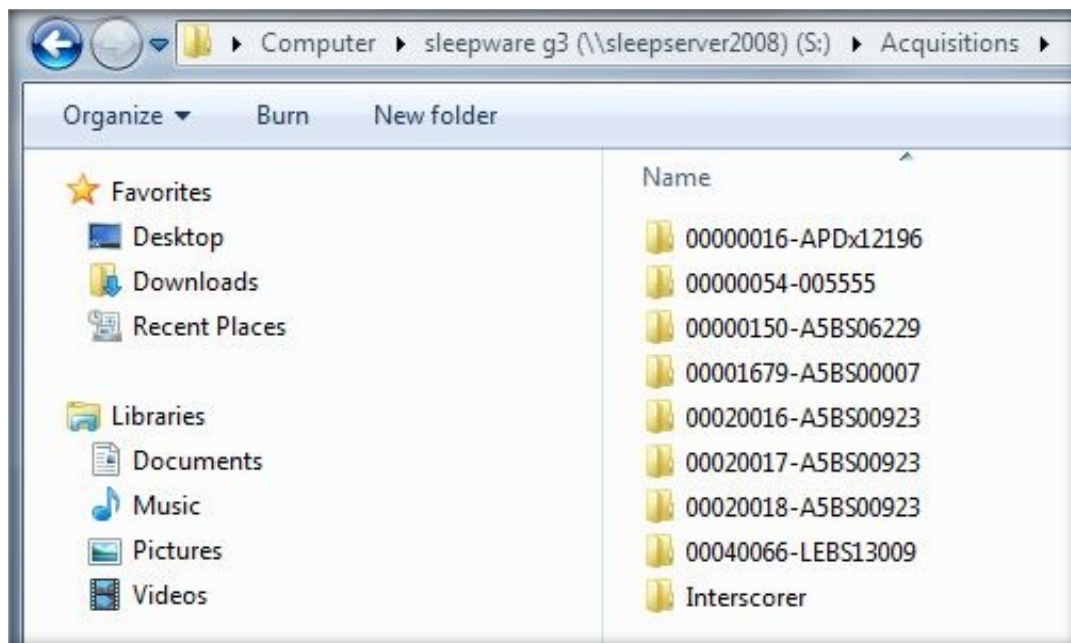 Computer ▸ sleepware g3 (\\sleepserver2008) (S:) ▸ Acquisitions ▸
Organize ▾ Burn New folder
Favorites
Desktop
Downloads
Recent Places
Libraries
Documents
Music
Pictures
Videos
Name
00000016-APDx12196
00000054-005555
00000150-A5BS06229
00001679-A5BS00007
00020016-A5BS00923
00020017-A5BS00923
00020018-A5BS00923
00040066-LEBS13009
Interscorer